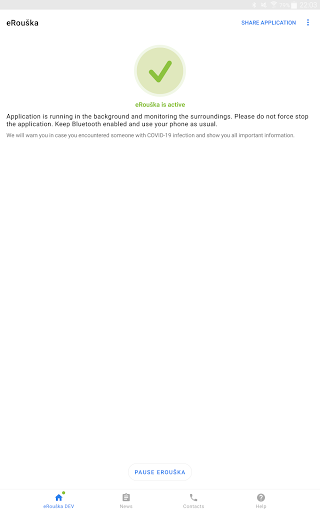 eRouška
SHARE APPLICATION
eRouška is active
Application is running in the background and monitoring the surroundings. Please do not force stop
the application. Keep Bluetooth enabled and use your phone as usual.
We will warn you in case you encountered someone with COVID-19 infection and show you all important information.
PAUSE EROUŠKA
eRouška DEV
News
Contacts
Help